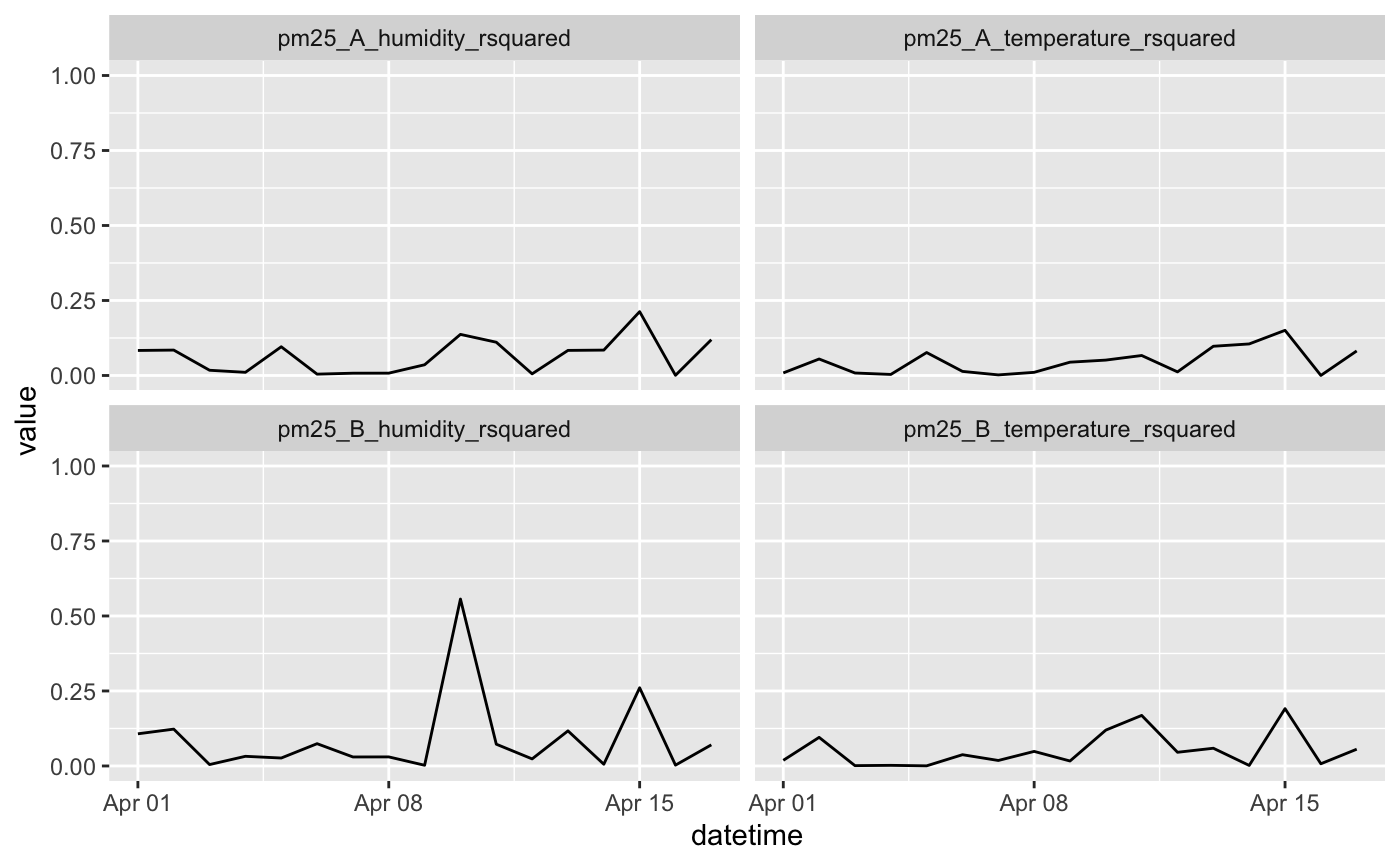 pm25_A_humidity_rsquared pm25_A_temperature_rsquared
1.00
0.75
0.50
0.25
0.00
value
pm25_B_humidity_rsquared pm25_B_temperature_rsquared
1.00
0.75
0.50
0.25
0.00
Apr 01 Apr 08 Apr 15 Apr 01 Apr 08 Apr 15
datetime